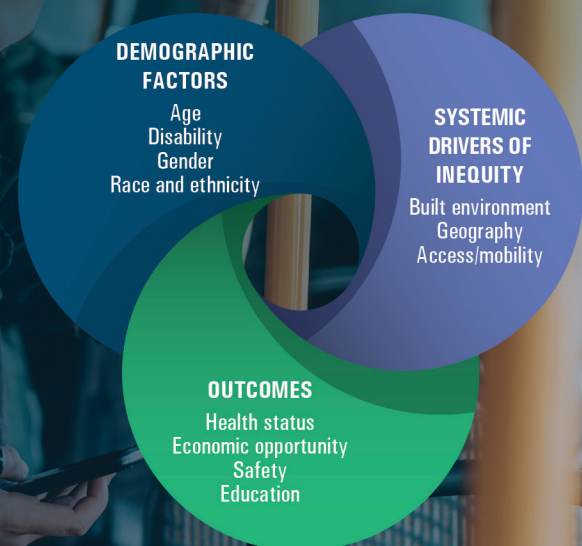 DEMOGRAPHIC
FACTORS
Age
Disability
Gender
Race and ethnicity
SYSTEMIC
DRIVERS OF
INEQUITY
Built environment
Geography
Access/mobility
OUTCOMES
Health status
Economic opportunity
Safety
Education